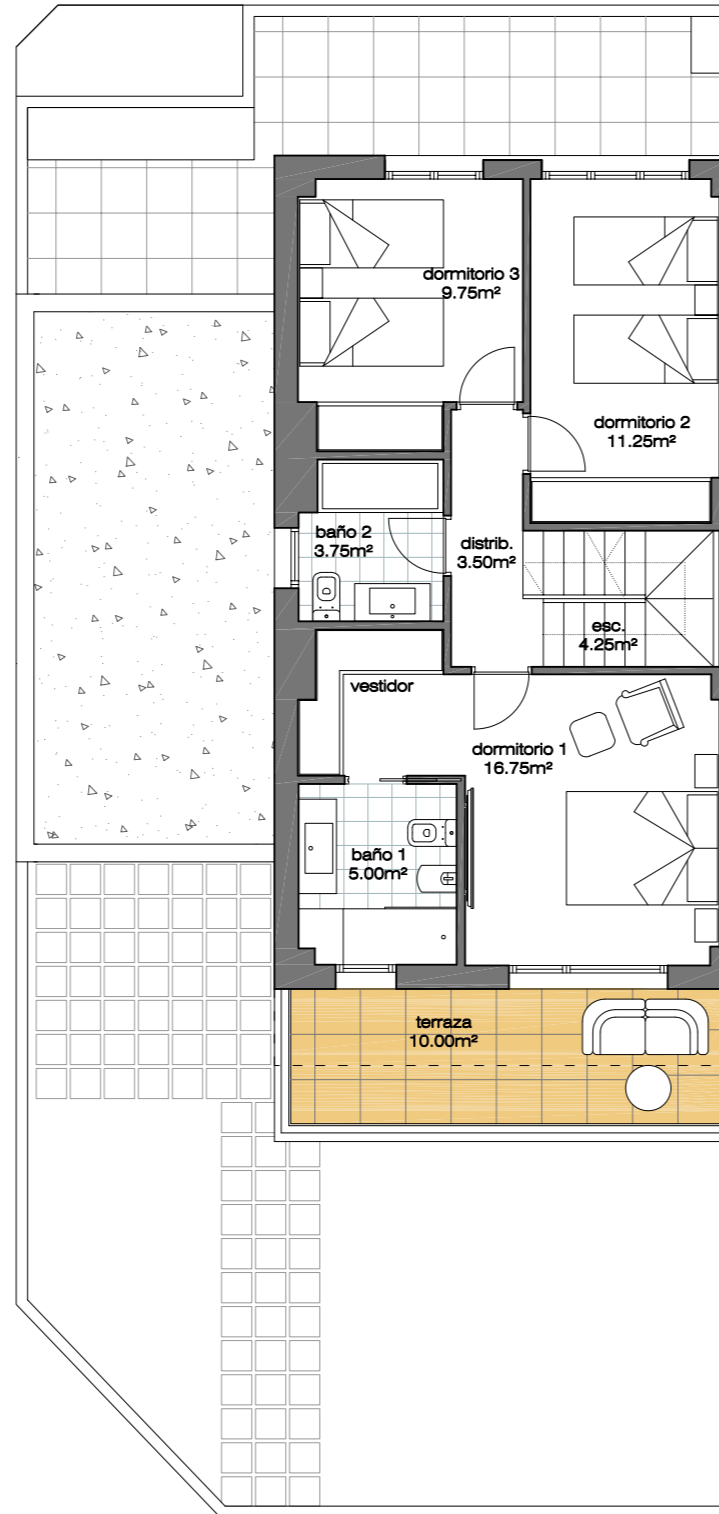 dormitorio 3
9.75m²
dormitorio 2
11.25m²
baño 2
3.75m²
distrib.
3.50m²
esc.
4.25m²
vestidor
dormitorio 1
16.75m²
baño 1
5.00m²
terraza
10.00m²